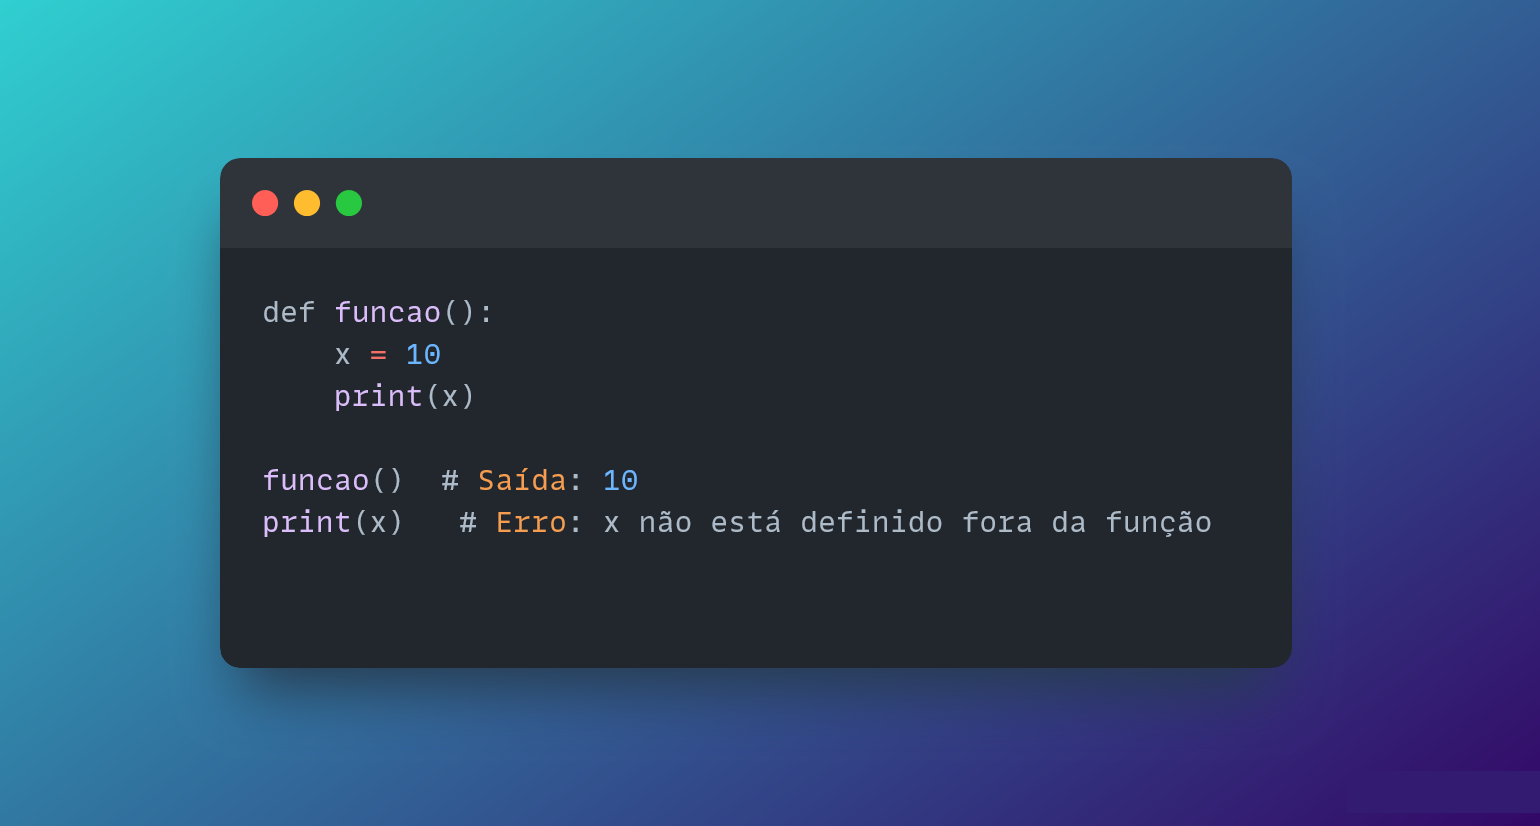 def funcao():
    x = 10
    print(x)

funcao()  # Saída: 10
print(x)   # Erro: x não está definido fora da função